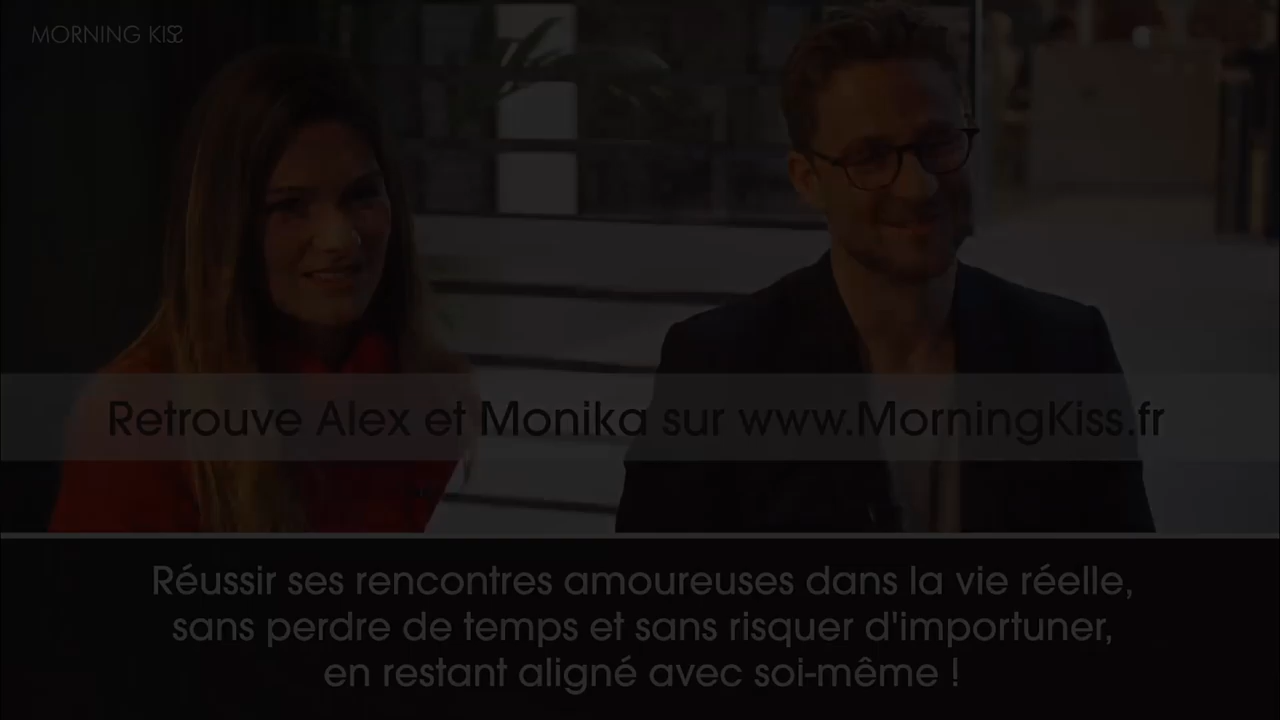 MORNING KISS
Retrouve Alex et Monika sur www.MorningKiss.fr
Réussir ses rencontres amoureuses dans la vie réelle,
sans perdre de temps et sans risquer d'importuner,
en restant aligné avec soi-même !